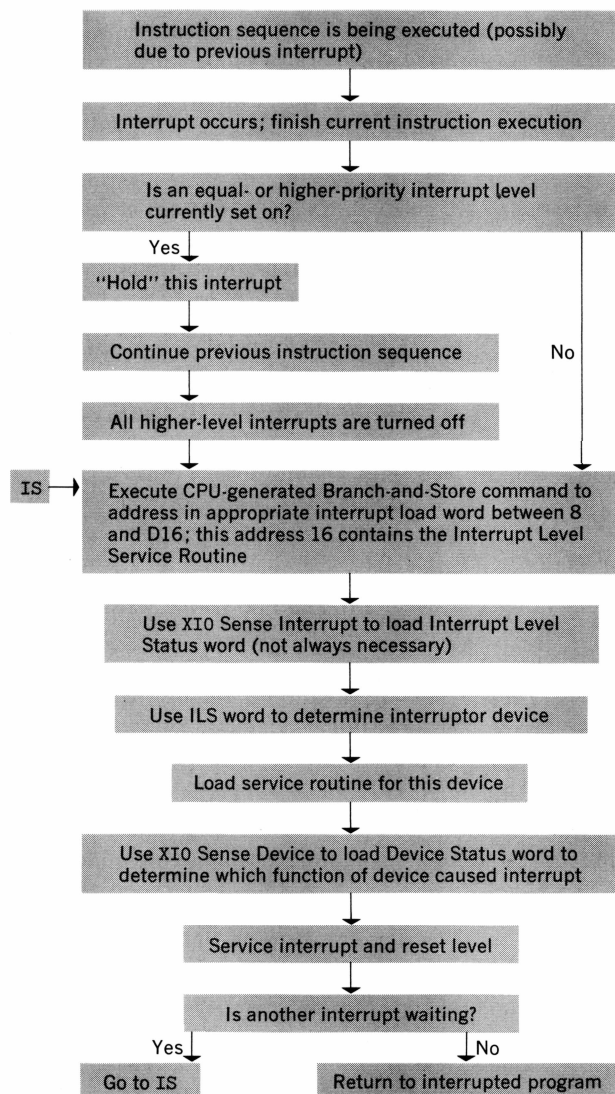 Instruction sequence is being executed (possibly
due to previous interrupt)
Interrupt occurs; finish current instruction execution
Is an equal- or higher-priority interrupt level
currently set on?
Yes
"Hold" this interrupt
Continue previous instruction sequence
No
All higher-level interrupts are turned off
IS
Execute CPU-generated Branch-and-Store command to
address in appropriate interrupt load word between 8
and D16; this address 16 contains the Interrupt Level
Service Routine
Use XIO Sense Interrupt to load Interrupt Level
Status word (not always necessary)
Use ILS word to determine interruptor device
Load service routine for this device
Use XIO Sense Device to load Device Status word to
determine which function of device caused interrupt
Service interrupt and reset level
Is another interrupt waiting?
Yes
No
Go to IS
Return to interrupted program